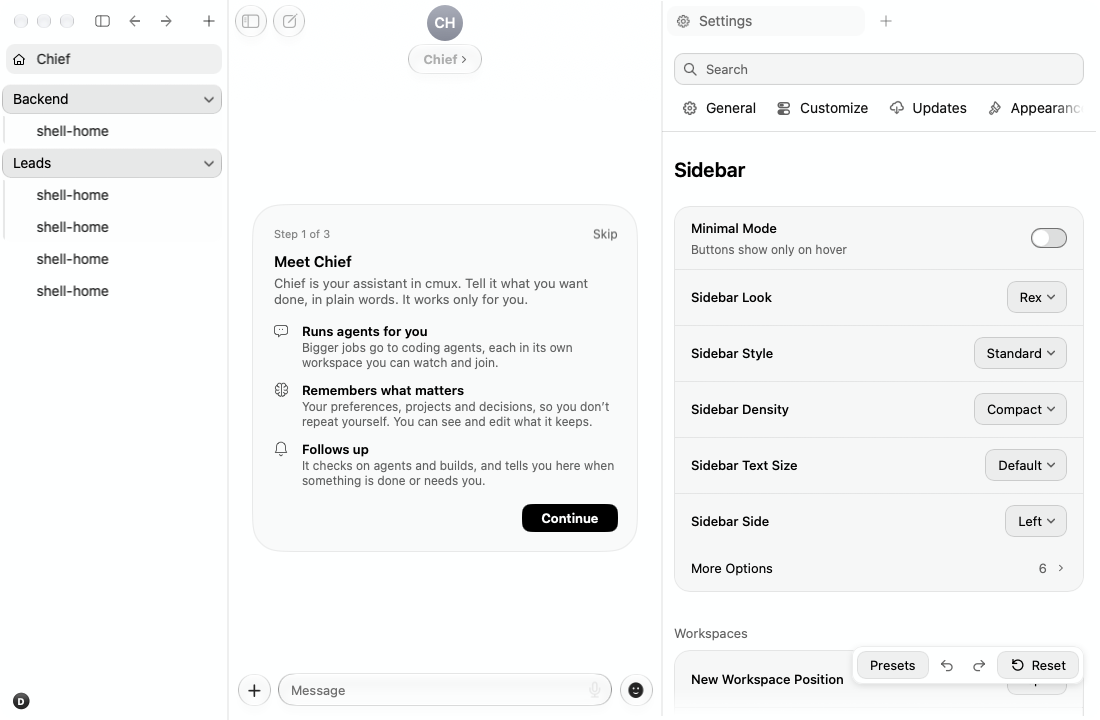 Chief
Backend
shell-home
Leads
shell-home
shell-home
shell-home
shell-home
D
CH
Chief
Step 1 of 3
Skip
Meet Chief
Chief is your assistant in cmux. Tell it what you want
done, in plain words. It works only for you.
Runs agents for you
Bigger jobs go to coding agents, each in its own
workspace you can watch and join.
Remembers what matters
Your preferences, projects and decisions, so you don't
repeat yourself. You can see and edit what it keeps.
Follows up
It checks on agents and builds, and tells you here when
something is done or needs you.
Continue
Message
Settings
Search
General Customize Updates Appearanc
Sidebar
Minimal Mode
Buttons show only on hover
Sidebar Look Rex
Sidebar Style Standard
Sidebar Density Compact
Sidebar Text Size Default
Sidebar Side Left
More Options 6
Workspaces
Presets Reset
New Workspace Position